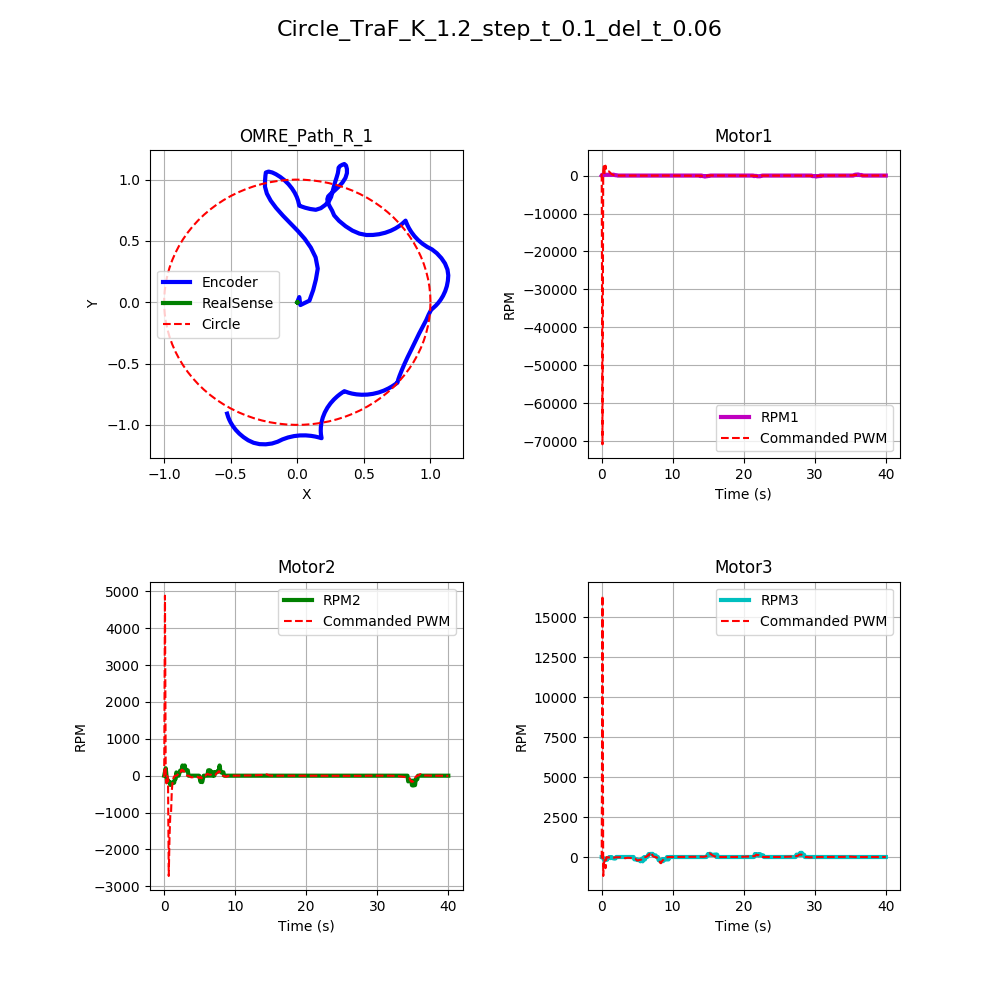 Circle_TraF_K_1.2_step_t_0.1_del_t_0.06
OMRE_Path_R_1
Y
1.0
0.5
0.0
−0.5
−1.0
Encoder
RealSense
Circle
−1.0 −0.5 0.0 0.5 1.0
X
Motor1
RPM
0
−10000
−20000
−30000
−40000
−50000
−60000
−70000
RPM1
Commanded PWM
0 10 20 30 40
Time (s)
Motor2
RPM
5000
4000
3000
2000
1000
0
−1000
−2000
−3000
RPM2
Commanded PWM
0 10 20 30 40
Time (s)
Motor3
RPM
15000
12500
10000
7500
5000
2500
0
RPM3
Commanded PWM
0 10 20 30 40
Time (s)